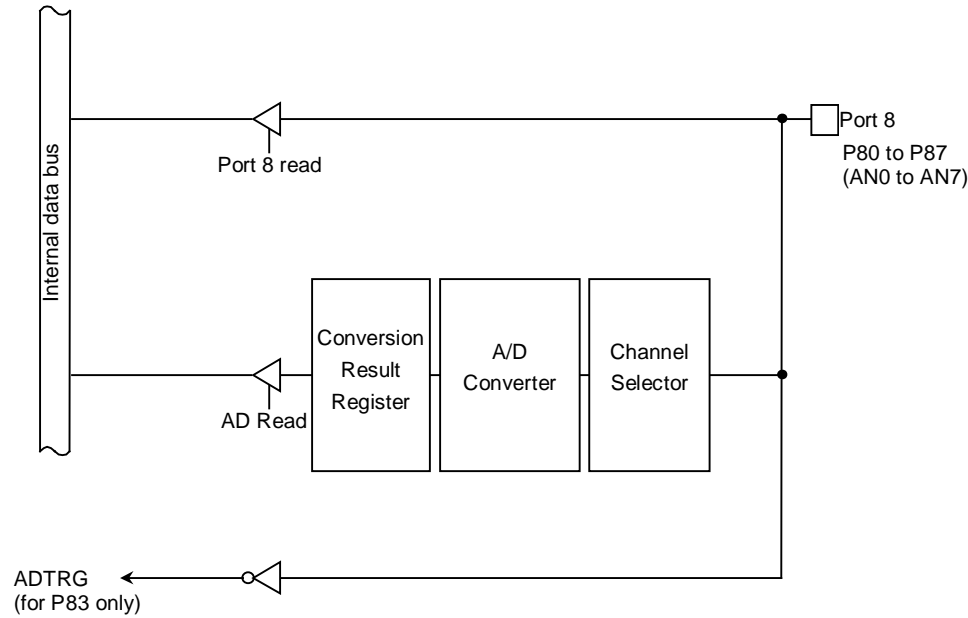 Internal data bus
Port 8 read
Port 8
P80 to P87
(AN0 to AN7)
Conversion
Result
Register
A/D
Converter
Channel
Selector
AD Read
ADTRG
(for P83 only)